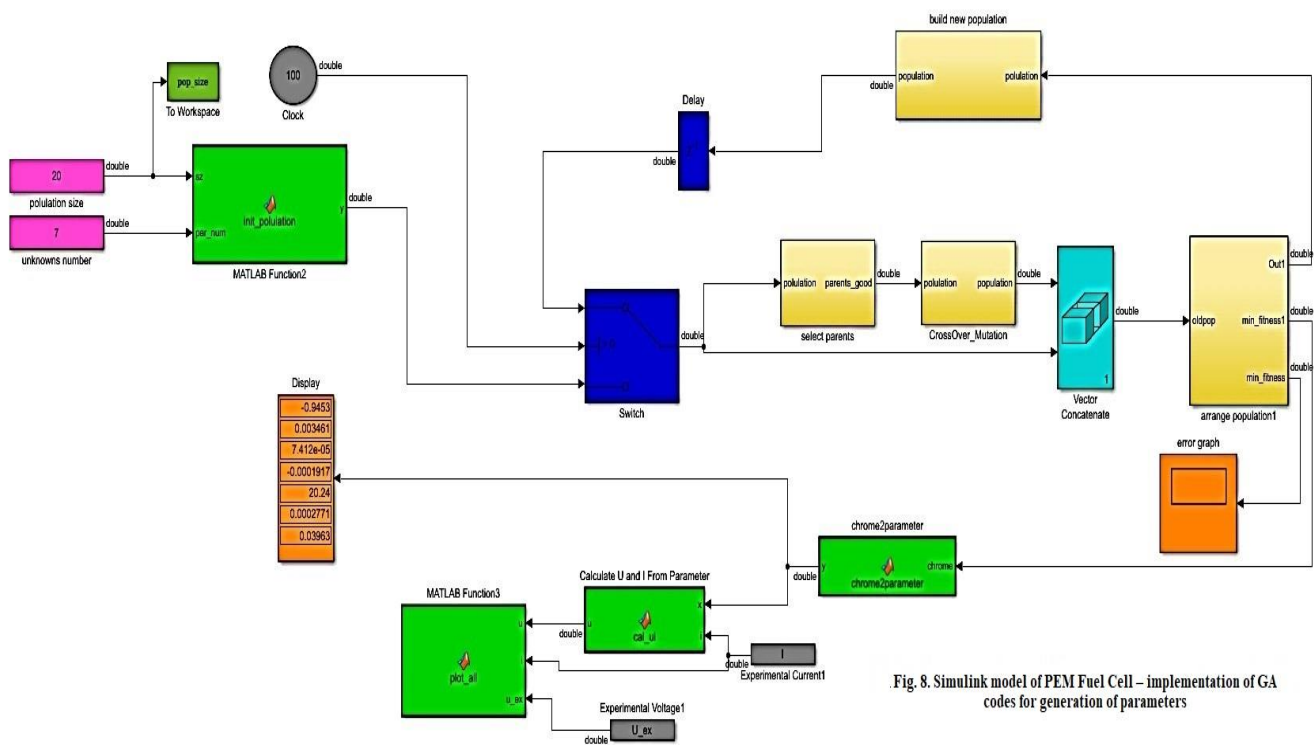 build new population
population
polulation
double
100
double
Clock
pop_size
To Workspace
Delay
double
20
double
polulation size
7
double
unknowns number
sz
par_num
init_polulation
y
double
MATLAB Function2
Switch
double
polulation
parents_good
double
select parents
polulation
population
double
CrossOver_Mutation
1
double
Vector
Concatenate
oldpop
Out1
double
min_fitness1
double
min_fitness
double
arrange population1
error graph
Display
-0.9453
0.003461
7.412e-05
-0.0001917
20.24
0.0002771
0.03963
chrome2parameter
y
chrome
chrome2parameter
double
Calculate U and I From Parameter
x
i
u
cal_ui
double
MATLAB Function3
u
i
u_ex
plot_all
I
double
Experimental Current1
Experimental Voltage1
U_ex
double
Fig. 8. Simulink model of PEM Fuel Cell – implementation of GA
codes for generation of parameters